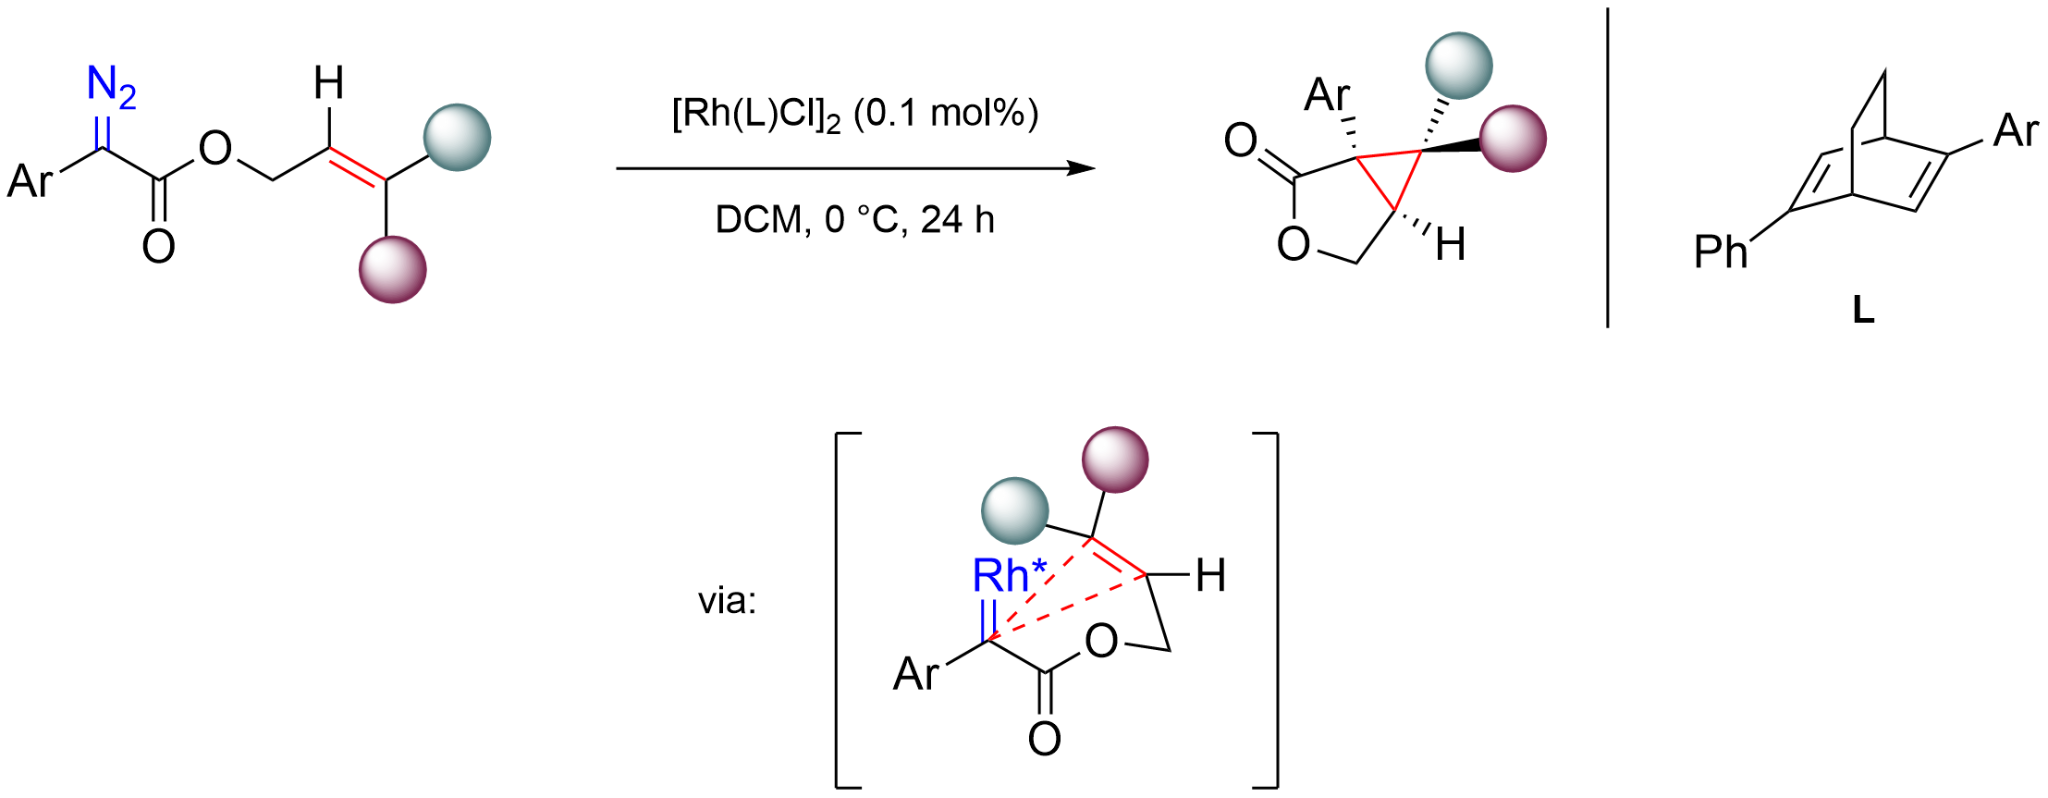 N2
H
Ar
O
O
[Rh(L)Cl]2 (0.1 mol%)
DCM, 0 °C, 24 h
Ar
O
O
H
Ar
Ph
L
via:
Rh*
H
Ar
O
O